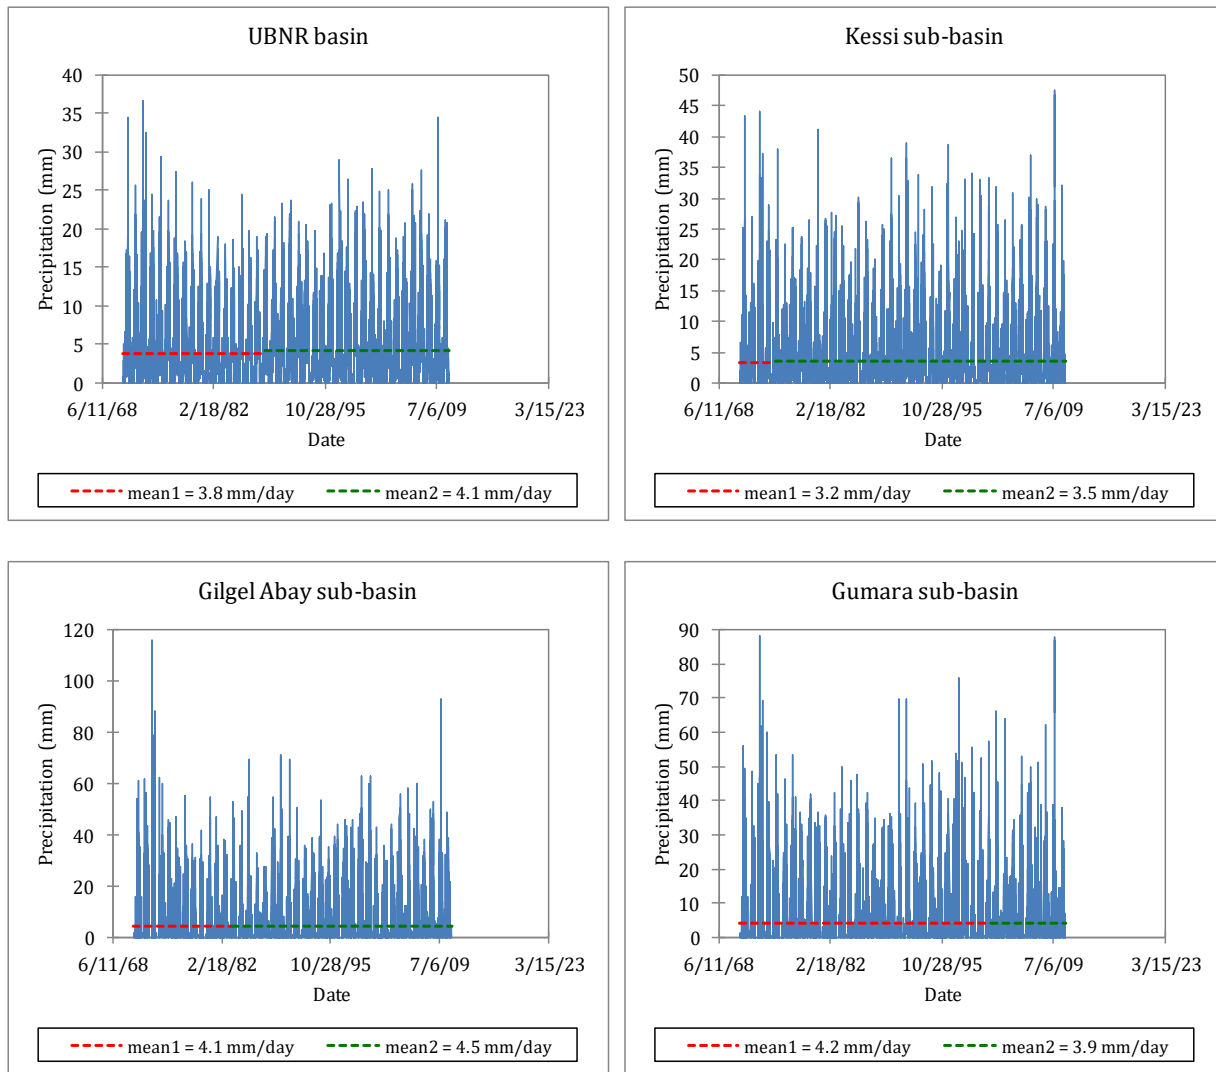 UBNR basin
Precipitation (mm)
40
35
30
25
20
15
10
5
0
6/11/68 2/18/82 10/28/95 7/6/09 3/15/23
Date
mean1 = 3.8 mm/day mean2 = 4.1 mm/day
Kessi sub-basin
Precipitation (mm)
50
45
40
35
30
25
20
15
10
5
0
6/11/68 2/18/82 10/28/95 7/6/09 3/15/23
Date
mean1 = 3.2 mm/day mean2 = 3.5 mm/day
Gilgel Abay sub-basin
Precipitation (mm)
120
100
80
60
40
20
0
6/11/68 2/18/82 10/28/95 7/6/09 3/15/23
Date
mean1 = 4.1 mm/day mean2 = 4.5 mm/day
Gumara sub-basin
Precipitation (mm)
90
80
70
60
50
40
30
20
10
0
6/11/68 2/18/82 10/28/95 7/6/09 3/15/23
Date
mean1 = 4.2 mm/day mean2 = 3.9 mm/day